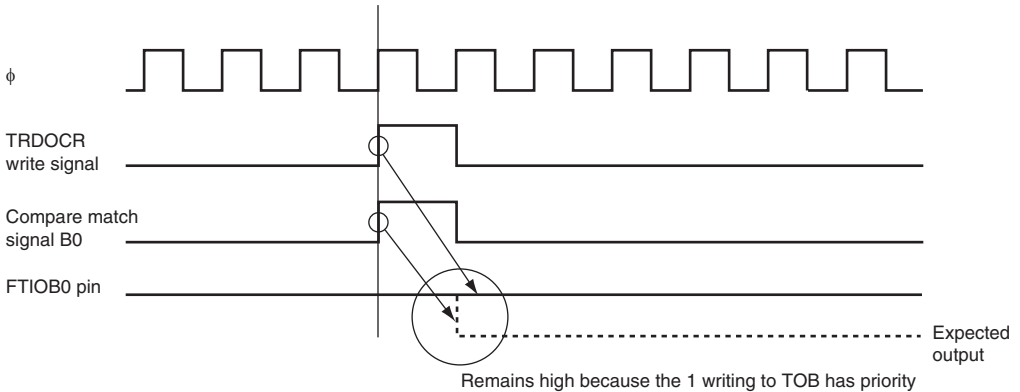 ϕ
TRDOCR
write signal
Compare match
signal B0
FTIOB0 pin
Expected
output
Remains high because the 1 writing to TOB has priority